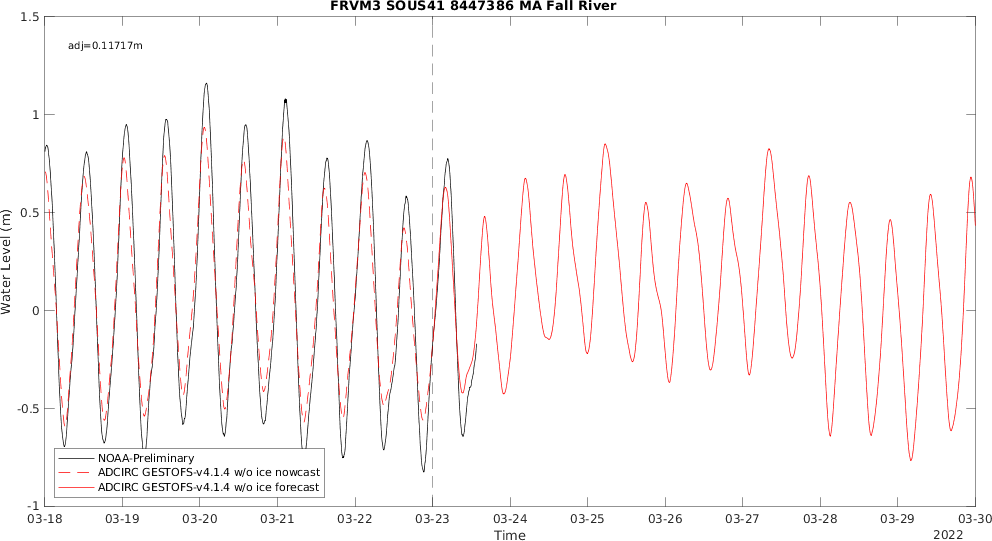 FRVM3 SOUS41 8447386 MA Fall River
adj=0.11717m
Water Level (m)
1.5
1
0.5
0
-0.5
-1
NOAA-Preliminary
ADCIRC GESTOFS-v4.1.4 w/o ice nowcast
ADCIRC GESTOFS-v4.1.4 w/o ice forecast
03-18 03-19 03-20 03-21 03-22 03-23 03-24 03-25 03-26 03-27 03-28 03-29 03-30
Time
2022